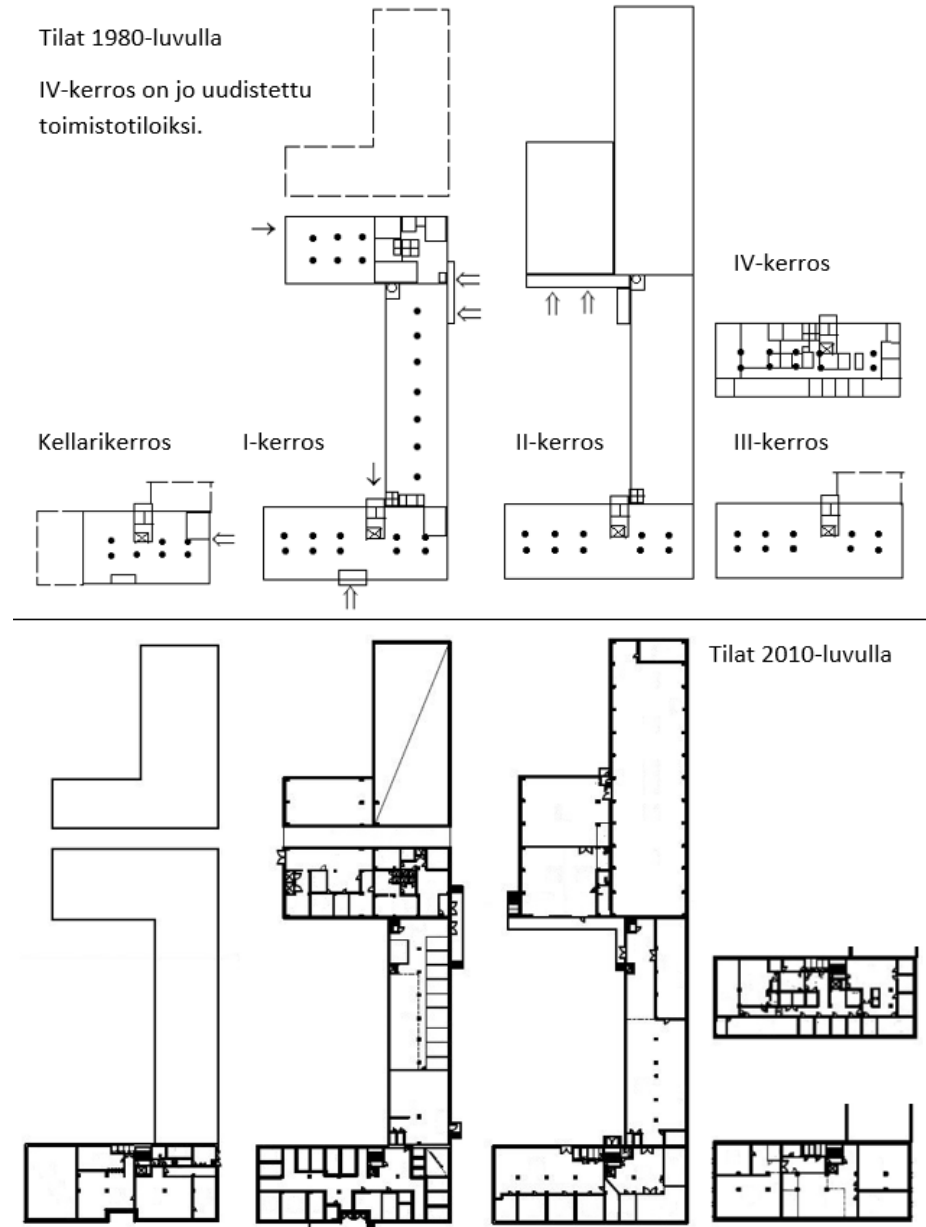 Tilat 1980-luvulla
IV-kerros on jo uudistettu
toimistotiloiksi.
IV-kerros
Kellarikerros
I-kerros
II-kerros
III-kerros
Tilat 2010-luvulla